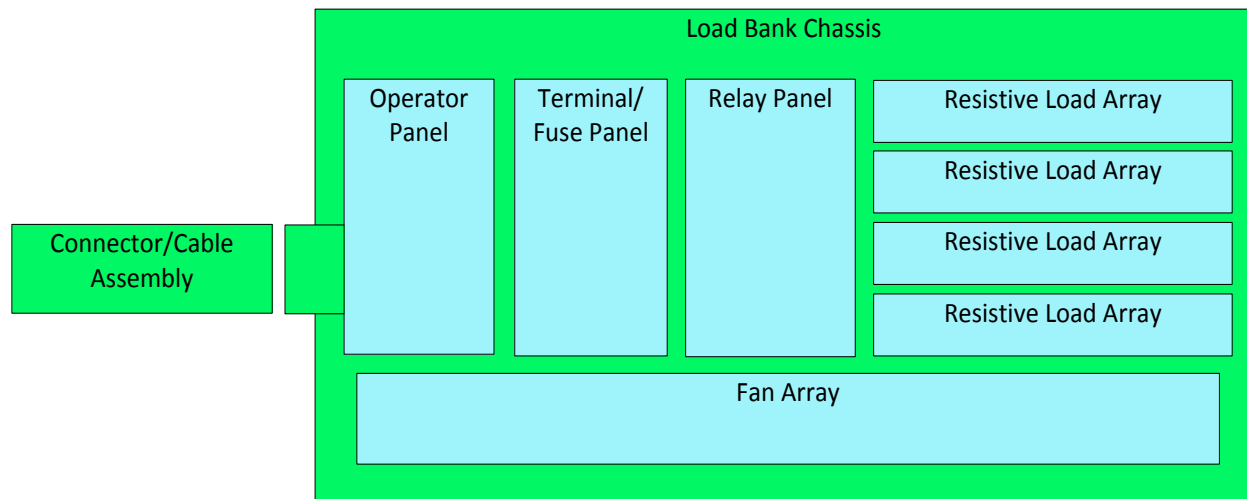 Load Bank Chassis
Operator
Panel
Terminal/
Fuse Panel
Relay Panel
Resistive Load Array
Resistive Load Array
Resistive Load Array
Resistive Load Array
Connector/Cable
Assembly
Fan Array